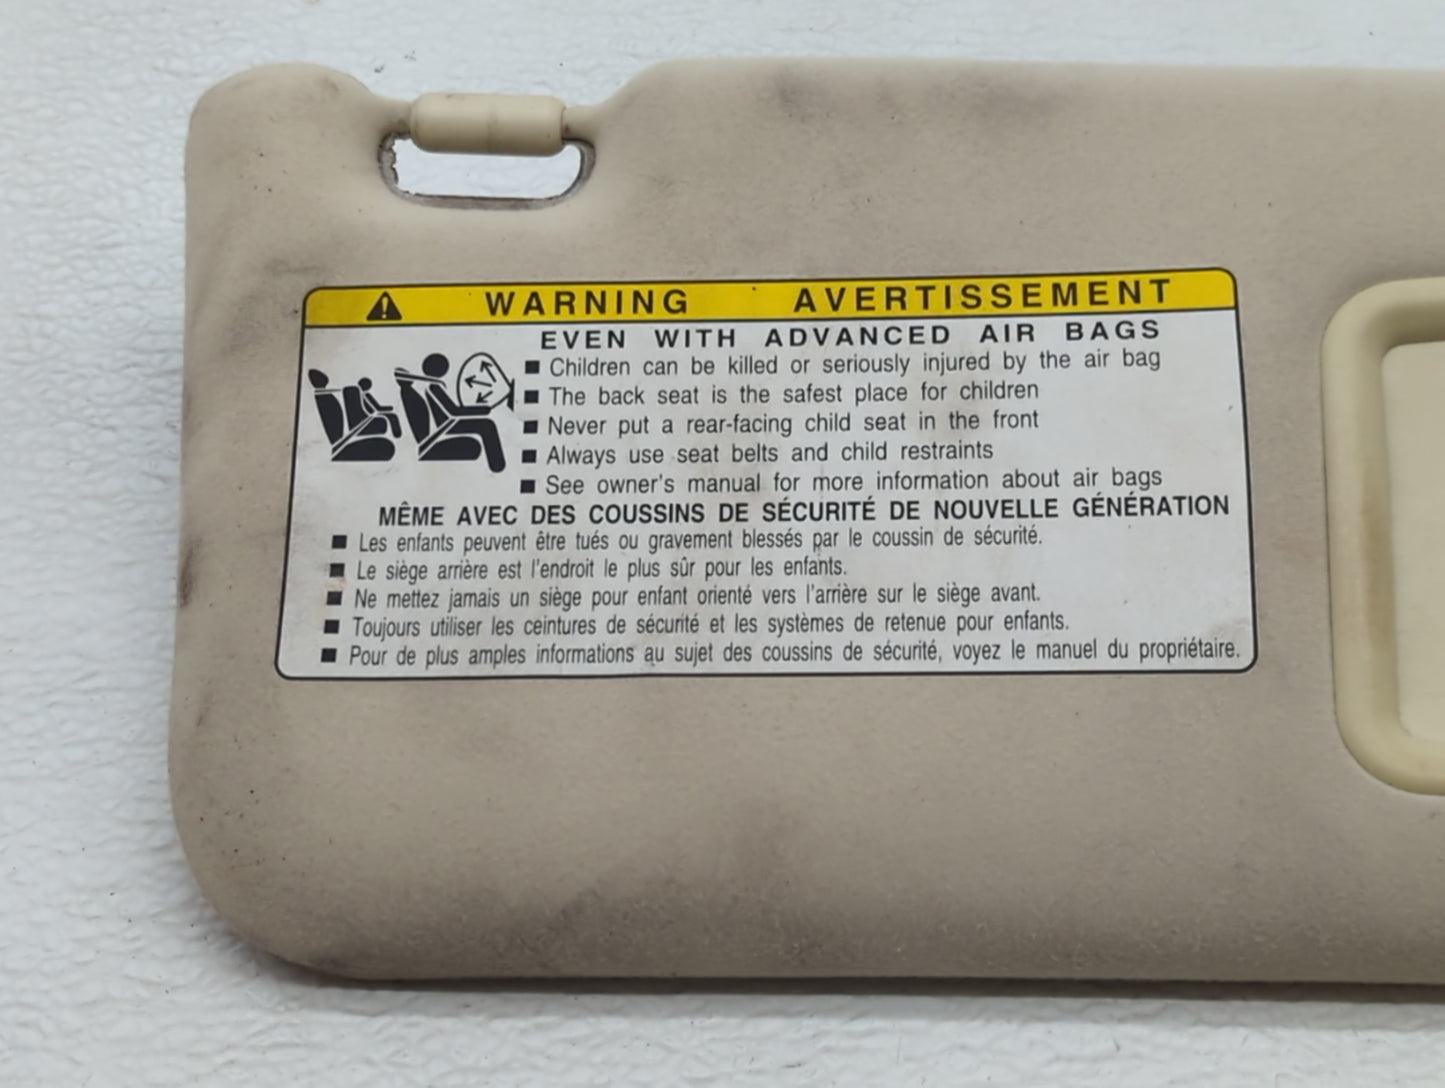 WARNING AVERTISSEMENT
EVEN WITH ADVANCED AIR BAGS
■ Children can be killed or seriously injured by the air bag
■ The back seat is the safest place for children
■ Never put a rear-facing child seat in the front
■ Always use seat belts and child restraints
■ See owner's manual for more information about air bags
MÊME AVEC DES COUSSINS DE SÉCURITÉ DE NOUVELLE GÉNÉRATION
■ Les enfants peuvent être tués ou gravement blessés par le coussin de sécurité.
■ Le siège arrière est l'endroit le plus sûr pour les enfants.
■ Ne mettez jamais un siège pour enfant orienté vers l'arrière sur le siège avant.
■ Toujours utiliser les ceintures de sécurité et les systèmes de retenue pour enfants.
■ Pour de plus amples informations au sujet des coussins de sécurité, voyez le manuel du propriétaire.